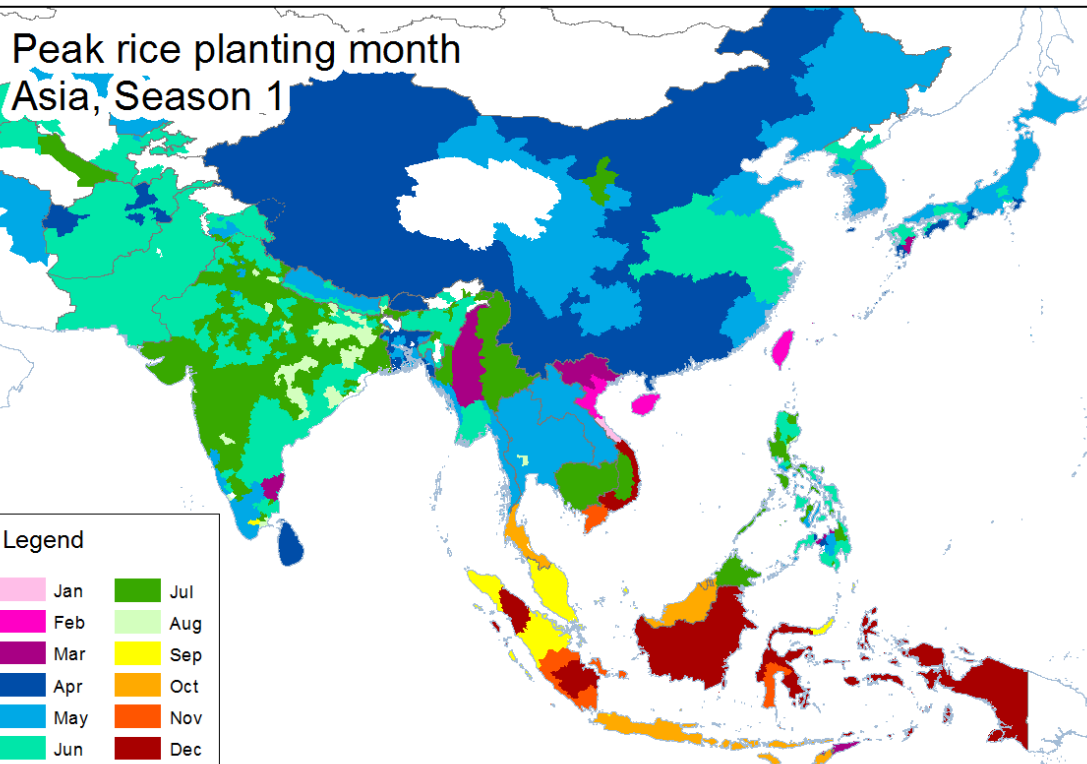 Peak rice planting month
Asia, Season 1
Legend
Jan
Feb
Mar
Apr
May
Jun
Jul
Aug
Sep
Oct
Nov
Dec